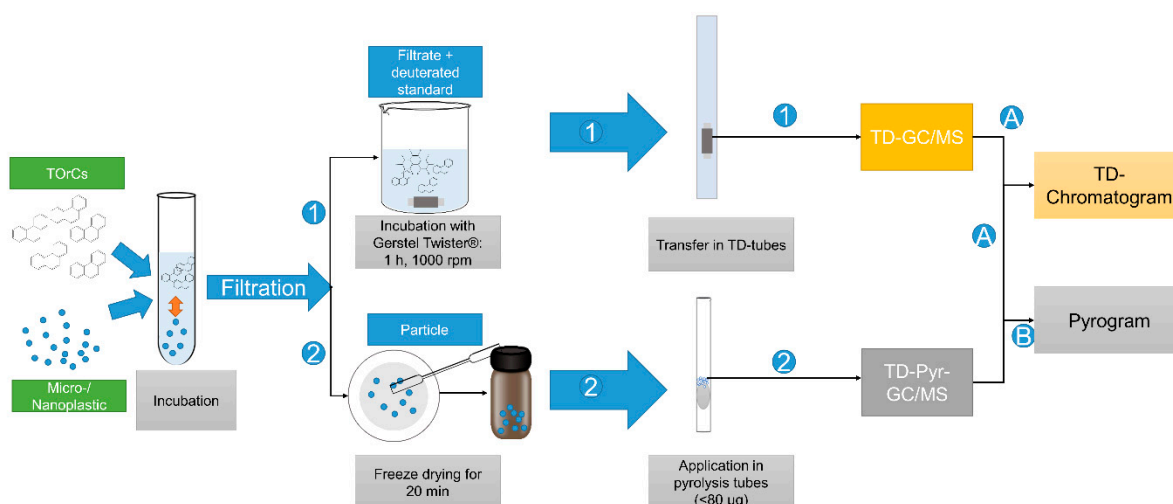 TOrCs
Micro-/
Nanoplastic
Incubation
Filtration
1
2
Filtrate +
deuterated
standard
Incubation with
Gerstel Twister®:
1 h, 1000 rpm
Particle
Freeze drying for
20 min
1
2
Transfer in TD-tubes
Application in
pyrolysis tubes
(<80 µg)
1
2
TD-GC/MS
TD-Pyr-
GC/MS
A
A
B
TD-
Chromatogram
Pyrogram